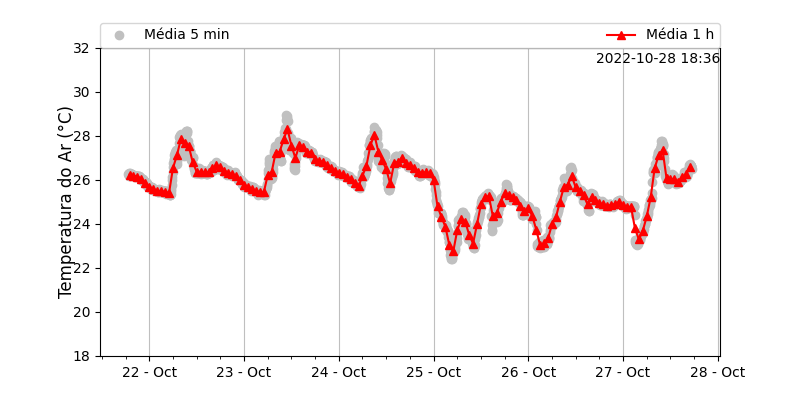 Média 5 min
Média 1 h
2022-10-28 18:36
Temperatura do Ar (°C)
32
30
28
26
24
22
20
18
22 - Oct
23 - Oct
24 - Oct
25 - Oct
26 - Oct
27 - Oct
28 - Oct